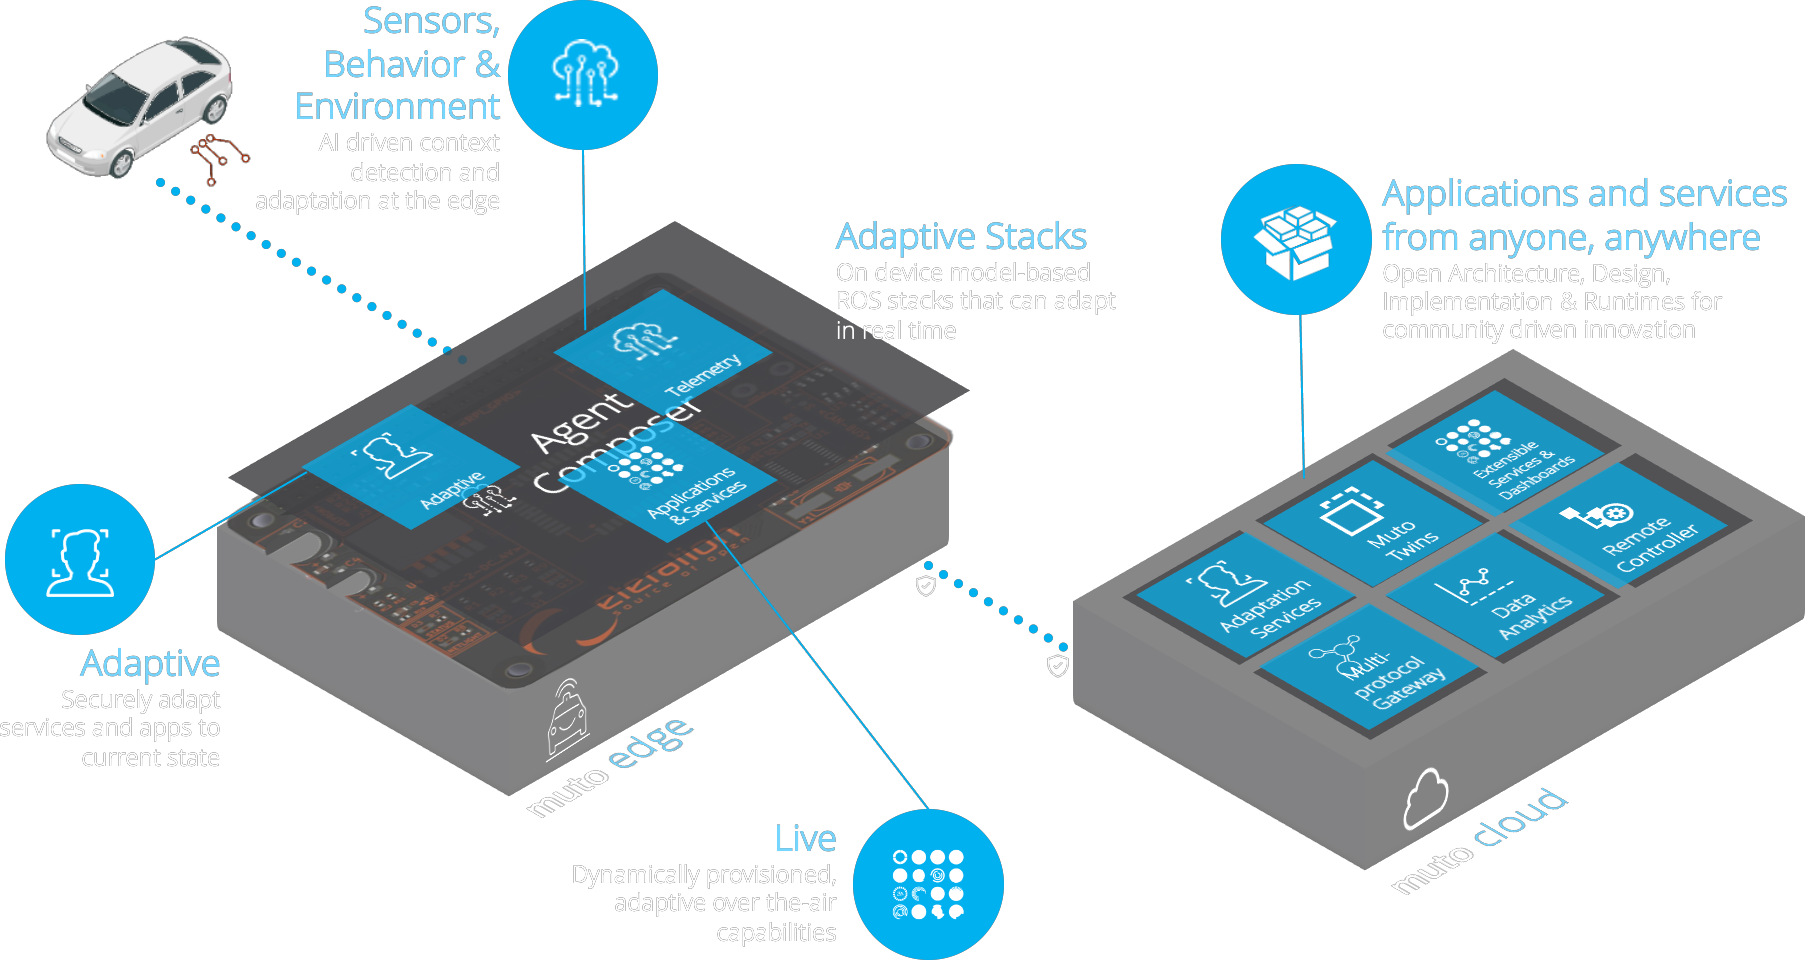 Sensors,
Behavior &
Environment
AI driven context
detection and
adaptation at the edge
Adaptive Stacks
On device model-based
ROS stacks that can adapt
in real time
Applications and services
from anyone, anywhere
Open Architecture, Design,
Implementation & Runtimes for
community driven innovation
Telemetry
Agent
Composer
Adaptive
Applications
& Services
IRIDIUM
source of open
Extensible
Services &
Dashboards
Muto
Twins
Remote
Controller
Adaptation
Services
Data
Analytics
Multi-
protocol
Gateway
Adaptive
Securely adapt
services and apps to
current state
muto edge
muto cloud
Live
Dynamically provisioned,
adaptive over the-air
capabilities